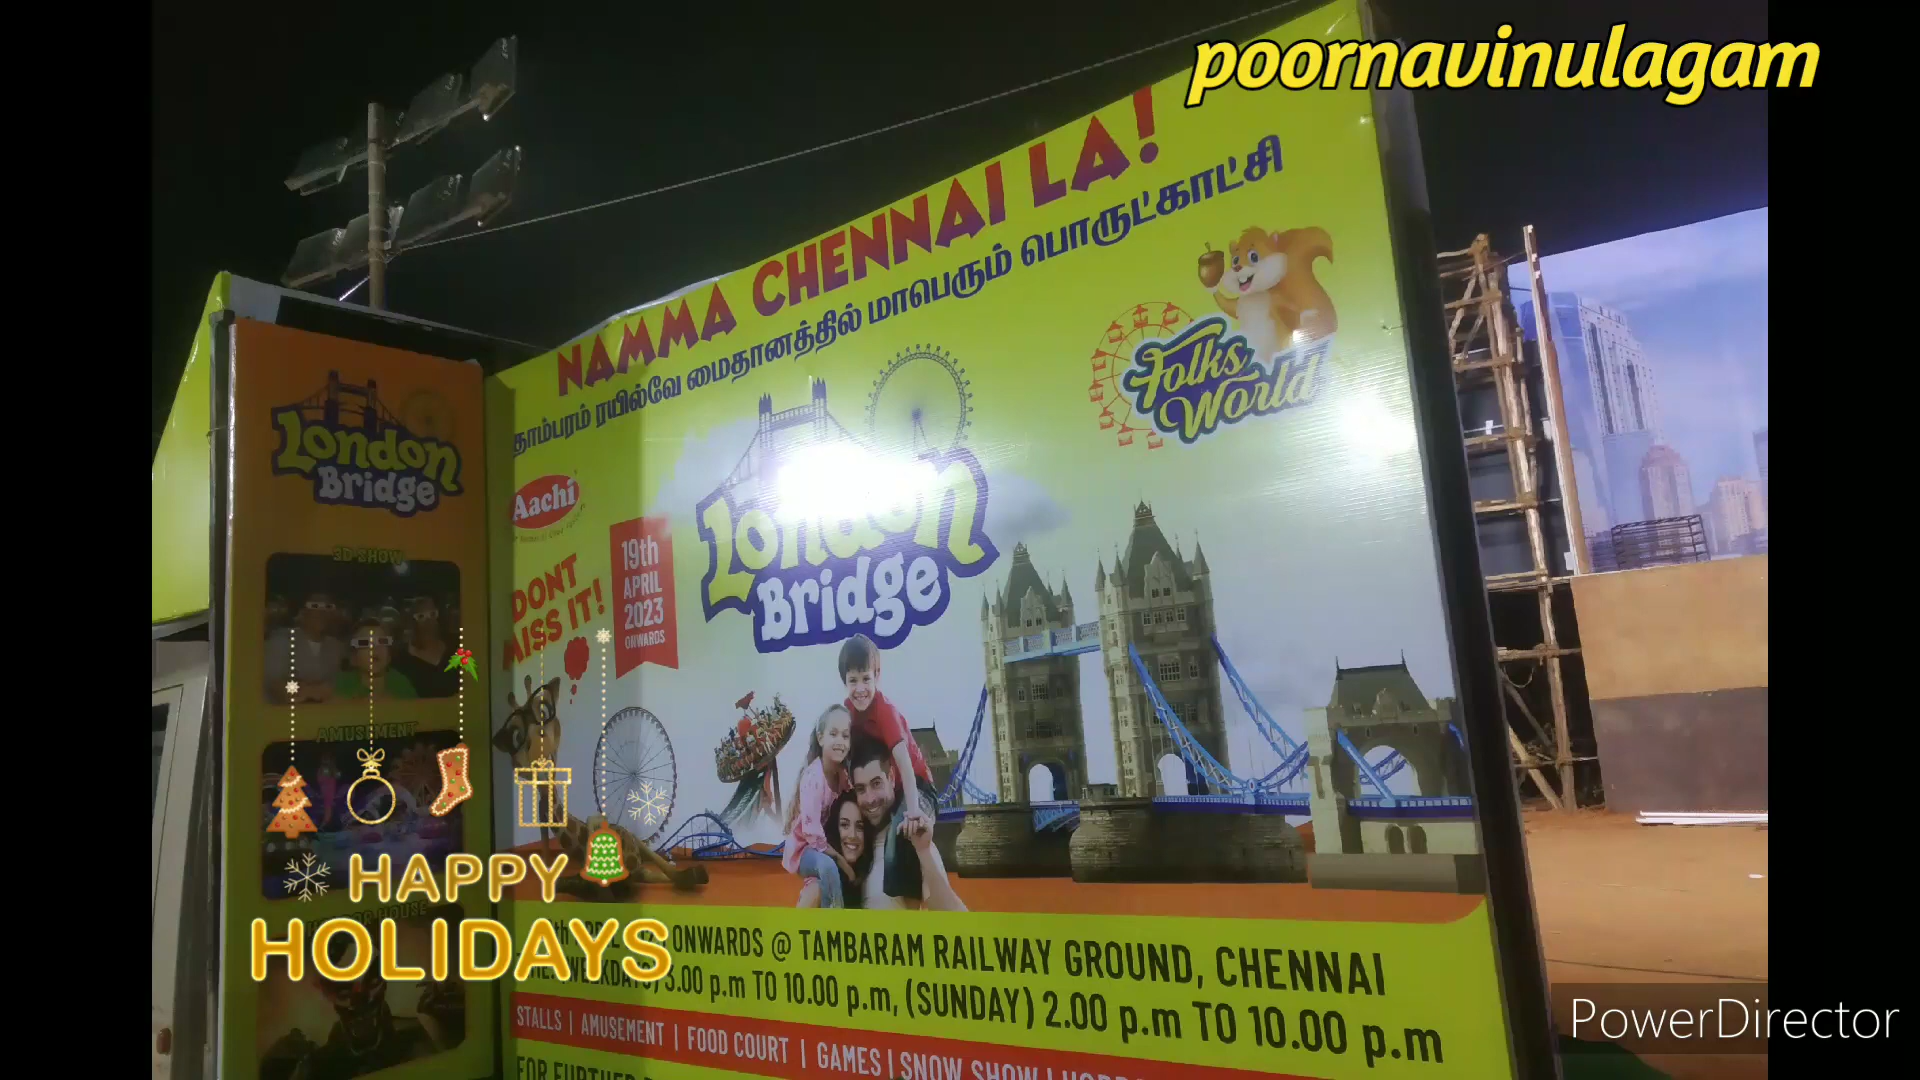 poornavinulagam
NAMMA CHENNAI LA!
தாம்பரம் ரயில்வே மைதானத்தில் மாபெரும் பொருட்காட்சி
Folks
World
London
Bridge
Aachi
DONT
MISS IT!
19th
APRIL
2023
ONWARDS
London
Bridge
3D SHOW
AMUSEMENT
HAPPY
HOLIDAYS
ONWARDS @ TAMBARAM RAILWAY GROUND, CHENNAI
3.00 p.m TO 10.00 p.m, (SUNDAY) 2.00 p.m TO 10.00 p.m
STALLS | AMUSEMENT | FOOD COURT | GAMES | SNOW SHOW |
FOR FURTHER
PowerDirector